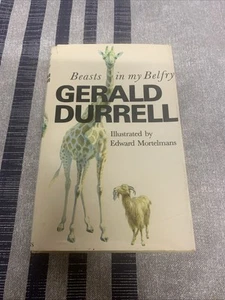 Beasts in my Belfry
GERALD
DURRELL
Illustrated by
Edward Mortelmans